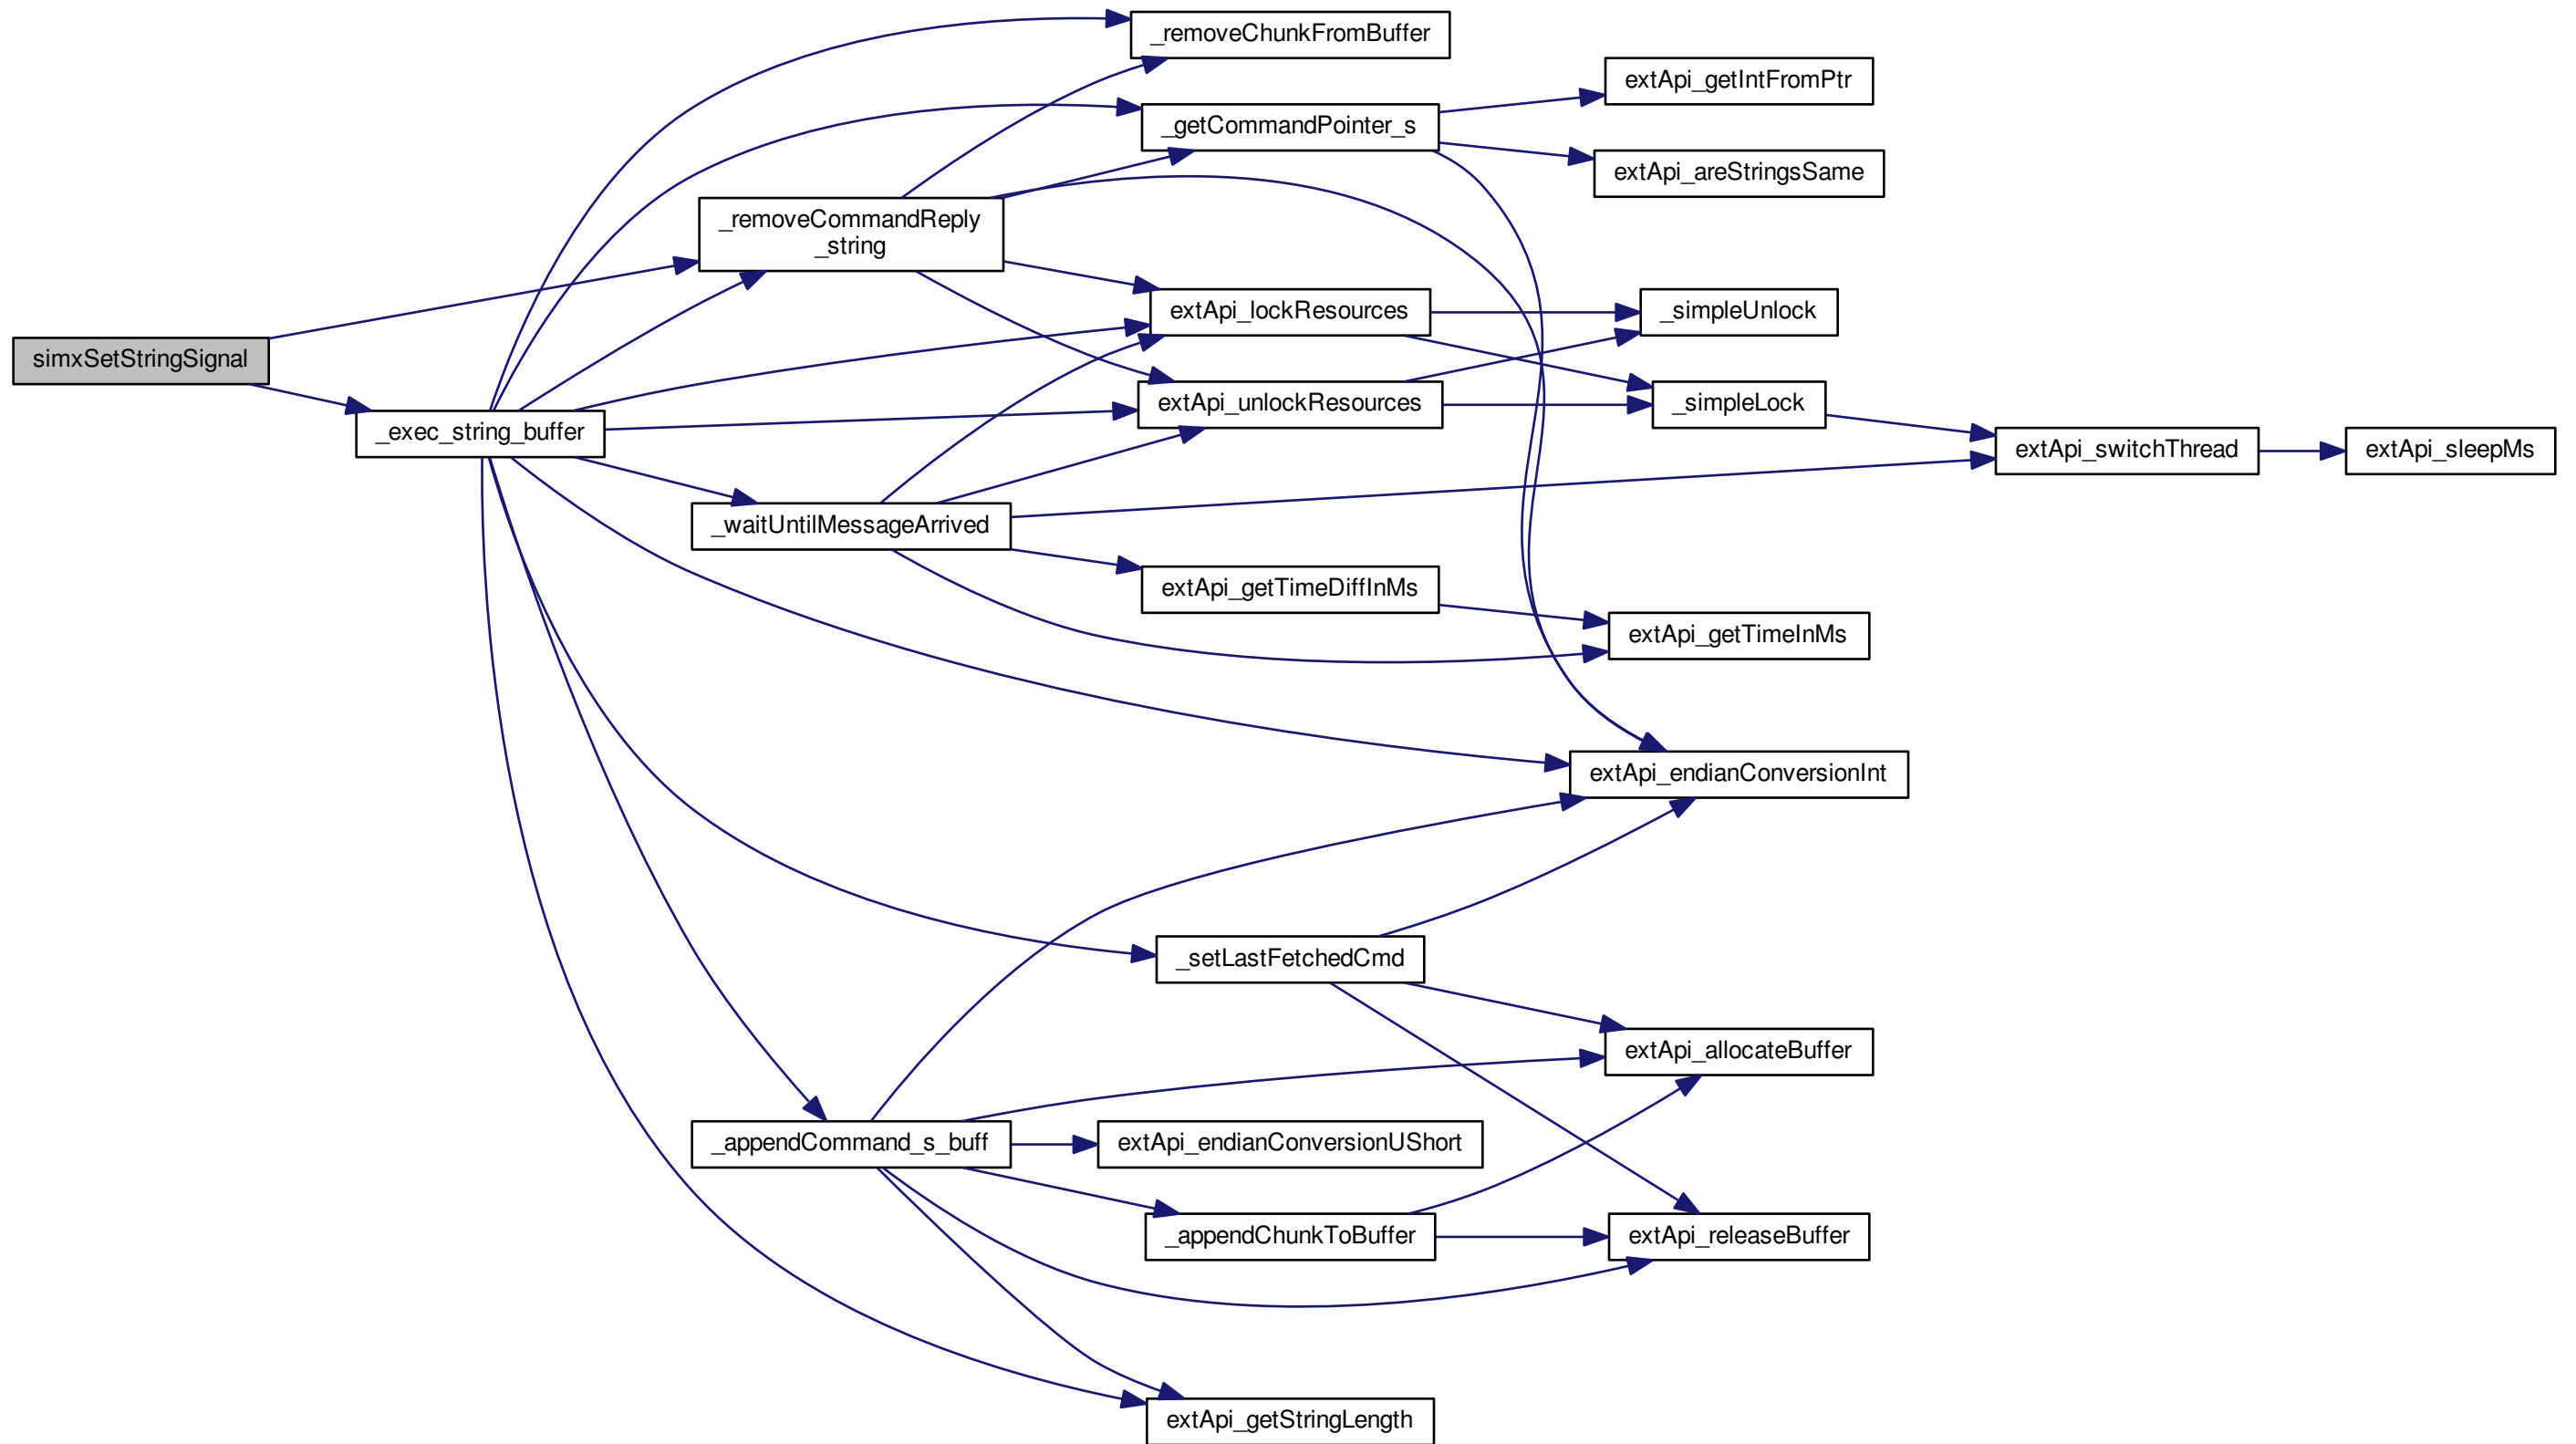 _removeChunkFromBuffer
extApi_getIntFromPtr
_getCommandPointer_s
extApi_areStringsSame
_removeCommandReply
_string
extApi_lockResources
_simpleUnlock
simxSetStringSignal
extApi_unlockResources
_simpleLock
_exec_string_buffer
extApi_switchThread
extApi_sleepMs
_waitUntilMessageArrived
extApi_getTimeDiffInMs
extApi_getTimeInMs
extApi_endianConversionInt
_setLastFetchedCmd
extApi_allocateBuffer
_appendCommand_s_buff
extApi_endianConversionUShort
_appendChunkToBuffer
extApi_releaseBuffer
extApi_getStringLength